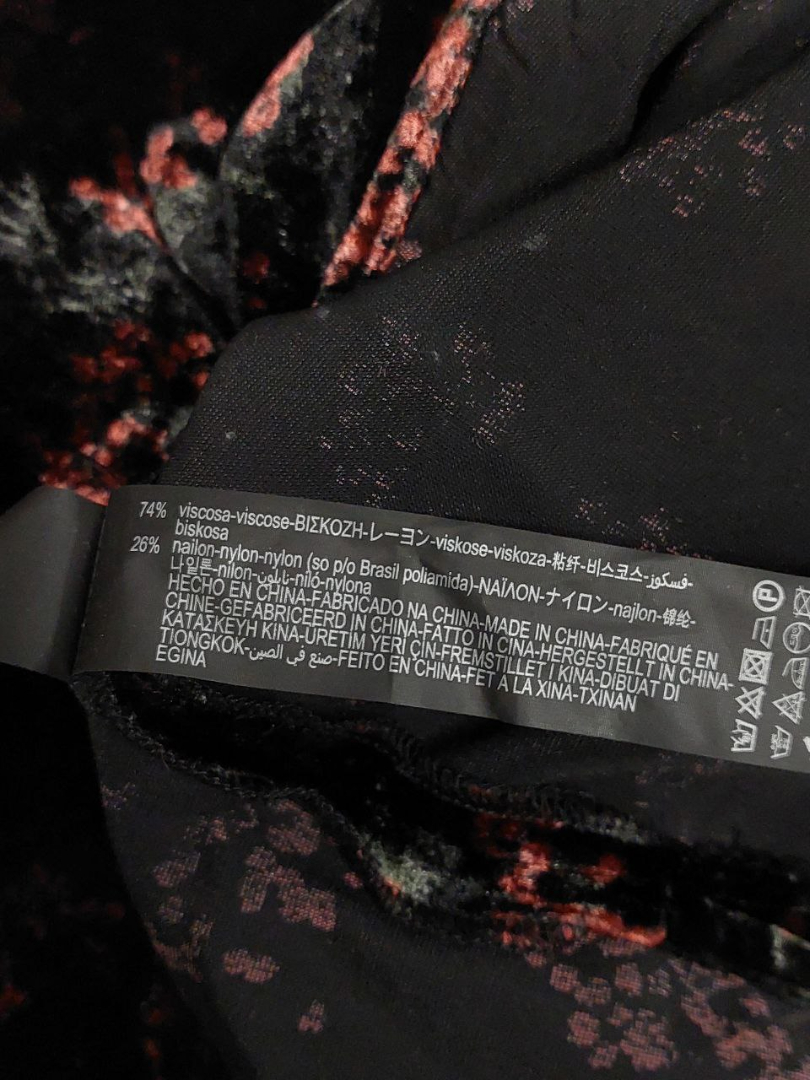 74% viscosa-viscose-ΒΙΣΚΟΖΗ-レーヨン-viskose-viskoza-粘纤-비스코스-فسكوز-
biskosa
26% nailon-nylon-nylon (so p/o Brasil poliamida)-ΝΑΪΛΟΝ-ナイロン-najlon-锦纶-
나일론-nilon-نايلون-niló-nylona
HECHO EN CHINA-FABRICADO NA CHINA-MADE IN CHINA-FABRIQUÉ EN
CHINE-GEFABRICEERD IN CHINA-FATTO IN CINA-HERGESTELLT IN CHINA-
ΚΑΤΑΣΚΕΥΗ ΚΙΝΑ-ÜRETİM YERİ ÇİN-FREMSTILLET I KINA-DIBUAT DI
TIONGKOK-صنع في الصين-FEITO EN CHINA-FET A LA XINA-TXINAN
EGINA
P